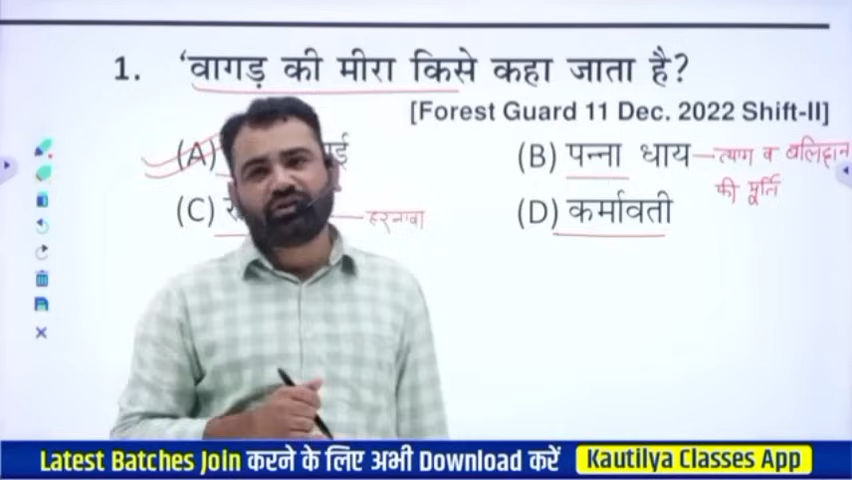 1. 'वागड़ की मीरा किसे कहा जाता है?
[Forest Guard 11 Dec. 2022 Shift-II]
(A)
(B) पन्ना धाय – त्याग व बलिदान
की मूर्ति
(C) – हरनावा
(D) कर्मावती
Latest Batches Join करने के लिए अभी Download करें Kautilya Classes App